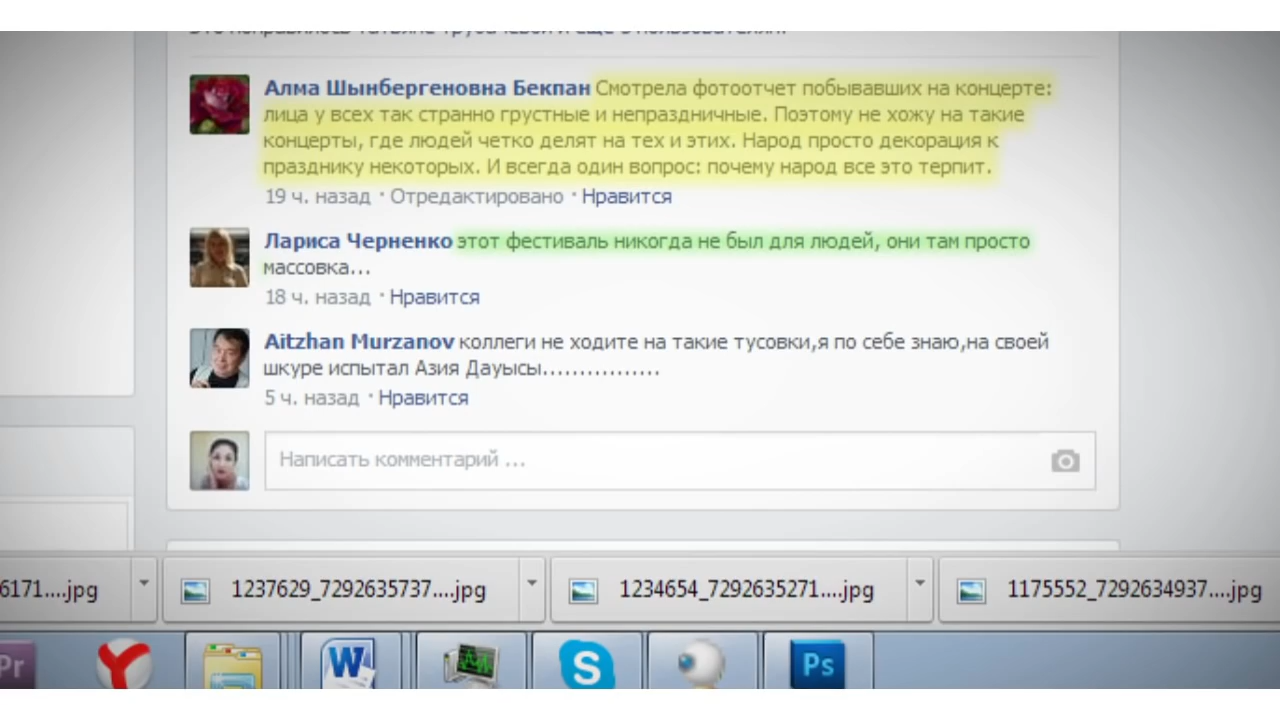 Алма Шынбергеновна Бекпан Смотрела фотоотчет побывавших на концерте:
лица у всех так странно грустные и непраздничные. Поэтому не хожу на такие
концерты, где людей четко делят на тех и этих. Народ просто декорация к
празднику некоторых. И всегда один вопрос: почему народ все это терпит.
19 ч. назад · Отредактировано · Нравится
Лариса Черненко этот фестиваль никогда не был для людей, они там просто
массовка...
18 ч. назад · Нравится
Aitzhan Murzanov коллеги не ходите на такие тусовки,я по себе знаю,на своей
шкуре испытал Азия Дауысы................
5 ч. назад · Нравится
Написать комментарий ...
6171....jpg 1237629_7292635737....jpg 1234654_7292635271....jpg 1175552_7292634937....jpg
Pr W S Ps